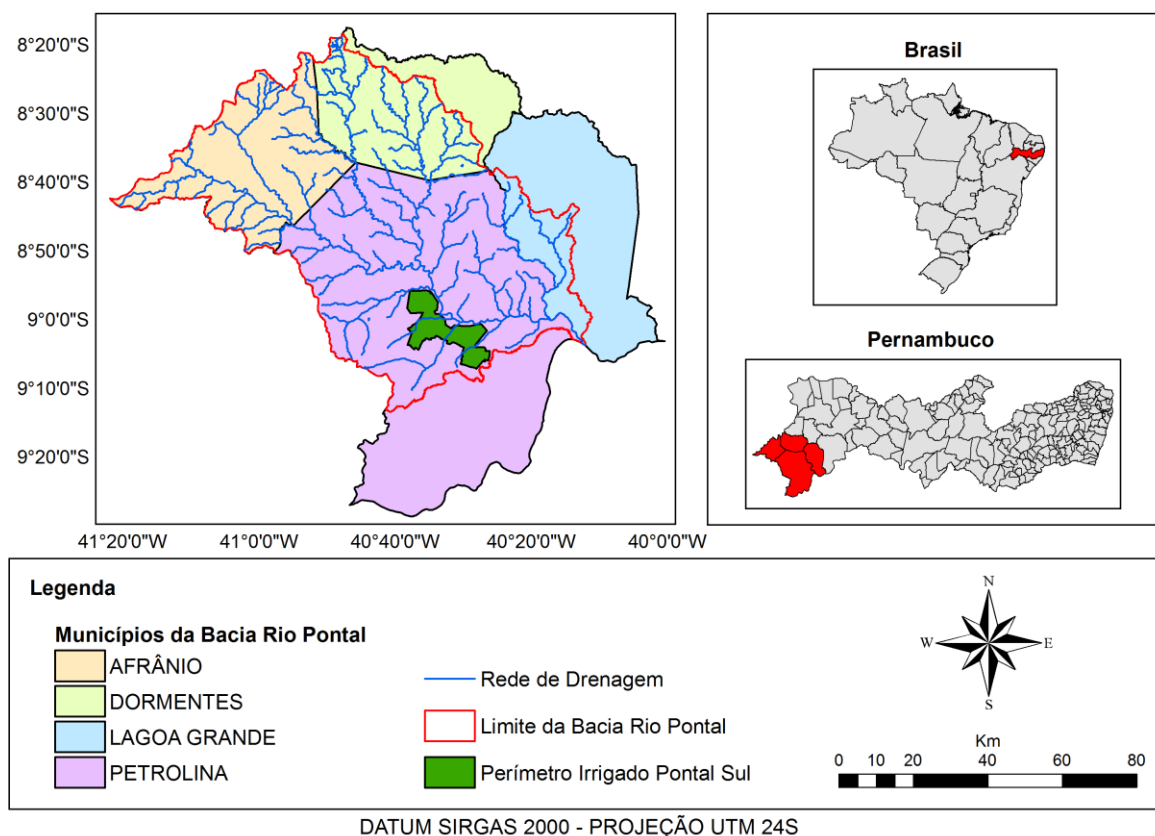 8°20'0"S
8°30'0"S
8°40'0"S
8°50'0"S
9°0'0"S
9°10'0"S
9°20'0"S
41°20'0"W 41°0'0"W 40°40'0"W 40°20'0"W 40°0'0"W
Brasil
Pernambuco
Legenda
Municípios da Bacia Rio Pontal
AFRÂNIO
DORMENTES
LAGOA GRANDE
PETROLINA
Rede de Drenagem
Limite da Bacia Rio Pontal
Perímetro Irrigado Pontal Sul
N
W E
S
Km
0 10 20 40 60 80
DATUM SIRGAS 2000 - PROJEÇÃO UTM 24S